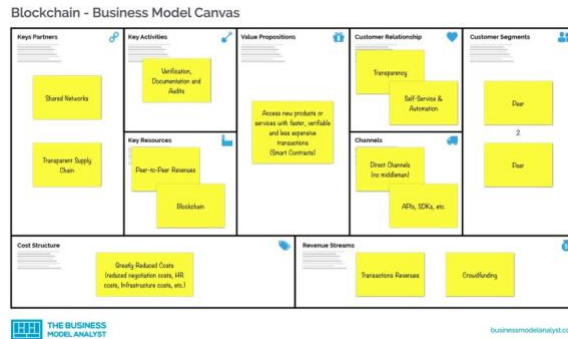 Blockchain - Business Model Canvas
Keys Partners
Shared Networks
Transparent Supply
Chain
Key Activities
Verification,
Documentation and
Audits
Key Resources
Peer-to-Peer Revenues
Blockchain
Value Propositions
Access new products or
services with faster, verifiable
and less expensive
transactions
(Smart Contracts)
Customer Relationship
Transparency
Self-Service &
Automation
Channels
Direct Channels
(no middleman)
APIs, SDKs, etc.
Customer Segments
Peer
2
Peer
Cost Structure
Greatly Reduced Costs
(reduced negotiation costs, HR
costs, Infrastructure costs, etc.)
Revenue Streams
Transactions Revenues
Crowdfunding
THE BUSINESS
MODEL ANALYST
businessmodelanalyst.co